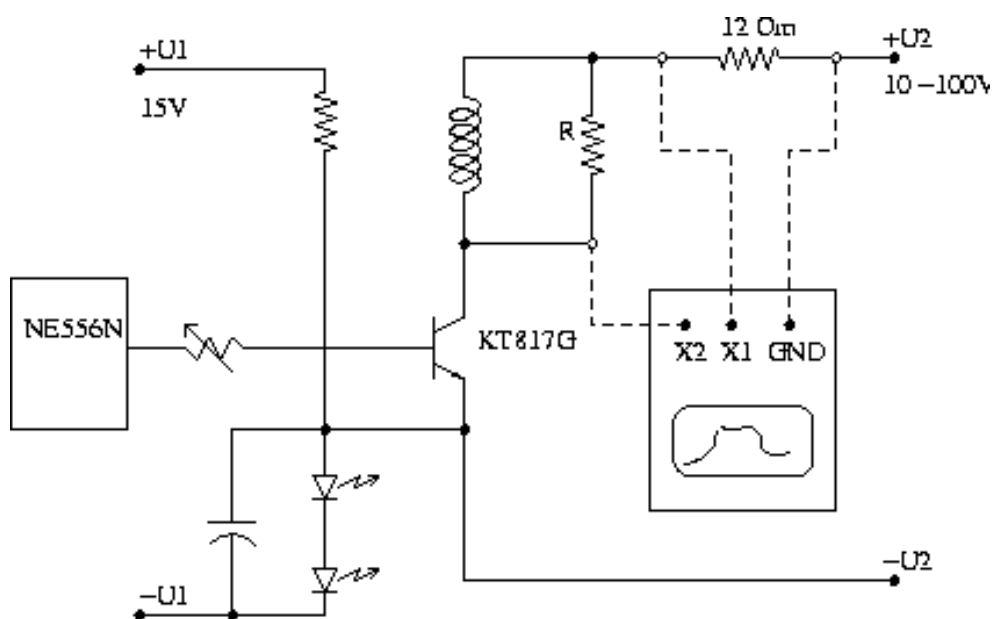 +U1
15V
12 Om
+U2
10 –100V
R
NE556N
KT817G
X2 X1 GND
–U1
–U2